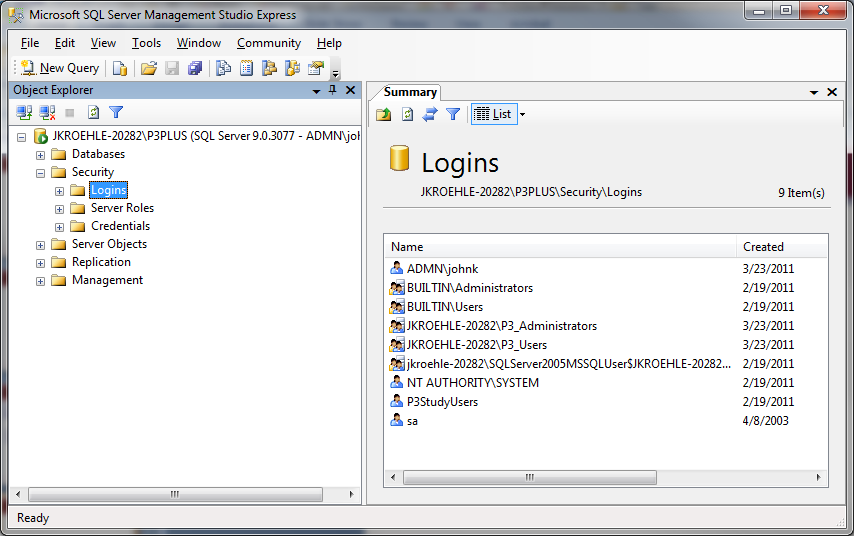 Microsoft SQL Server Management Studio Express
File Edit View Tools Window Community Help
New Query
Object Explorer
JKROEHLE-20282\P3PLUS (SQL Server 9.0.3077 - ADMN\joh
Databases
Security
Logins
Server Roles
Credentials
Server Objects
Replication
Management
Summary
List
Logins
JKROEHLE-20282\P3PLUS\Security\Logins 9 Item(s)
Name Created
ADMN\johnk 3/23/2011
BUILTIN\Administrators 2/19/2011
BUILTIN\Users 2/19/2011
JKROEHLE-20282\P3_Administrators 3/23/2011
JKROEHLE-20282\P3_Users 3/23/2011
jkroehle-20282\SQLServer2005MSSQLUser$JKROEHLE-20282... 2/19/2011
NT AUTHORITY\SYSTEM 2/19/2011
P3StudyUsers 2/19/2011
sa 4/8/2003
Ready